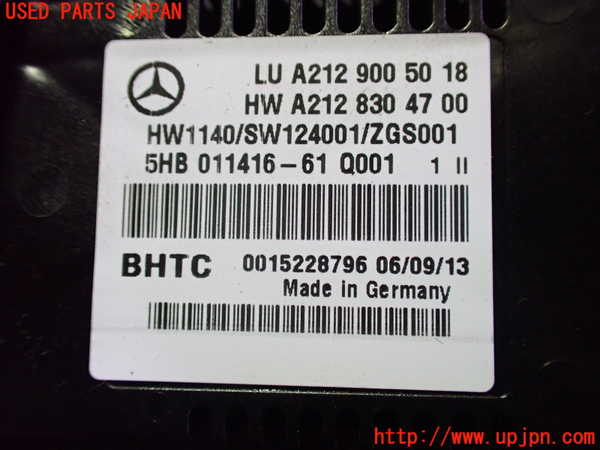 USED PARTS JAPAN
LU A212 900 50 18
HW A212 830 47 00
HW1140/SW124001/ZGS001
5HB 011416-61 Q001 1 II
BHTC 0015228796 06/09/13
Made in Germany
http://www.upjpn.com/